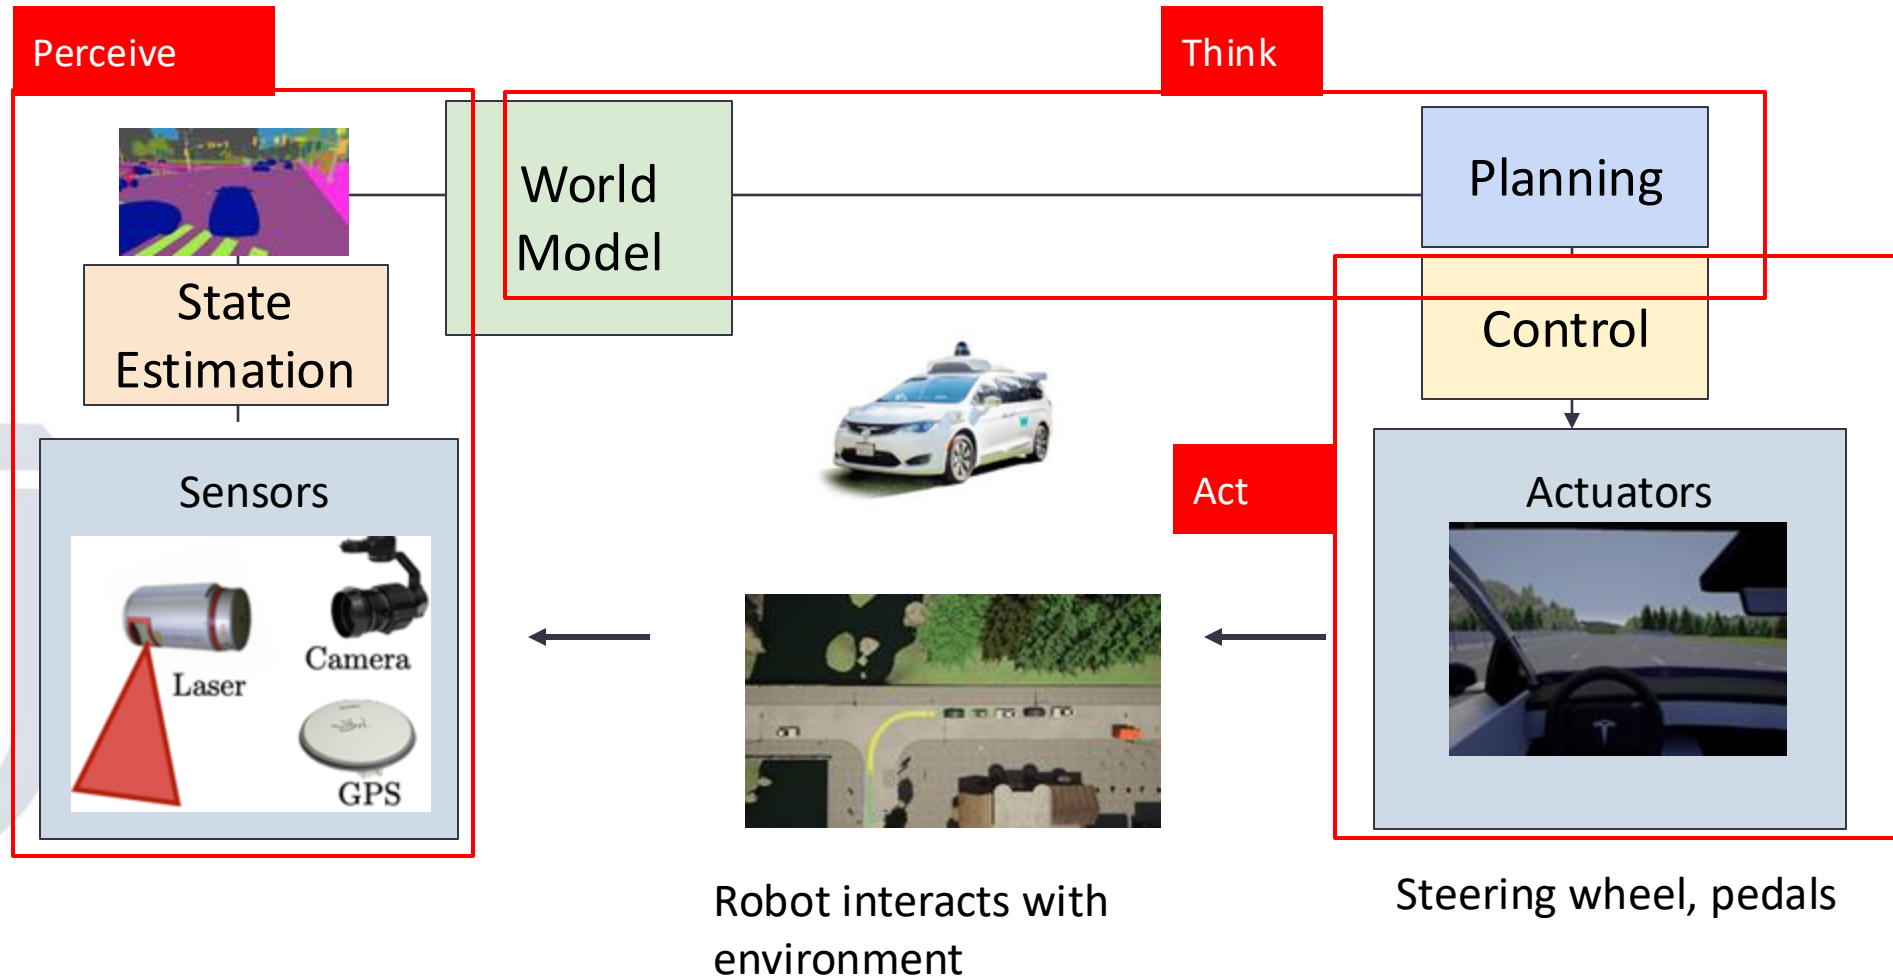 Perceive
Think
World
Model
Planning
State
Estimation
Control
Sensors
Act
Actuators
Camera
Laser
GPS
Robot interacts with
environment
Steering wheel, pedals